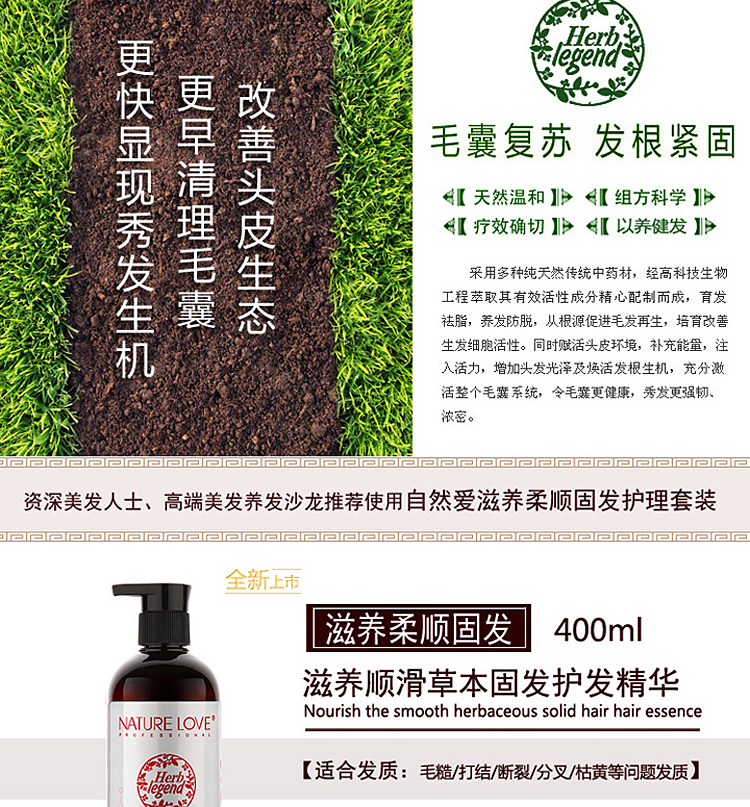 改善头皮生态
更早清理毛囊
更快显现秀发生机
Herb
legend
毛囊复苏 发根紧固
天然温和 组方科学
疗效确切 以养健发
采用多种纯天然传统中药材，经高科技生物
工程萃取其有效活性成分精心配制而成，育发
祛脂，养发防脱，从根源促进毛发再生，培育改善
生发细胞活性。同时赋活头皮环境，补充能量，注
入活力，增加头发光泽及焕活发根生机，充分激
活整个毛囊系统，令毛囊更健康，秀发更强韧、
浓密。
资深美发人士、高端美发养发沙龙推荐使用自然爱滋养柔顺固发护理套装
全新上市
滋养柔顺固发 400ml
滋养顺滑草本固发护发精华
Nourish the smooth herbaceous solid hair hair essence
【适合发质：毛糙/打结/断裂/分叉/枯黄等问题发质】
NATURE LOVE®
PROFESSIONAL
Herb
legend